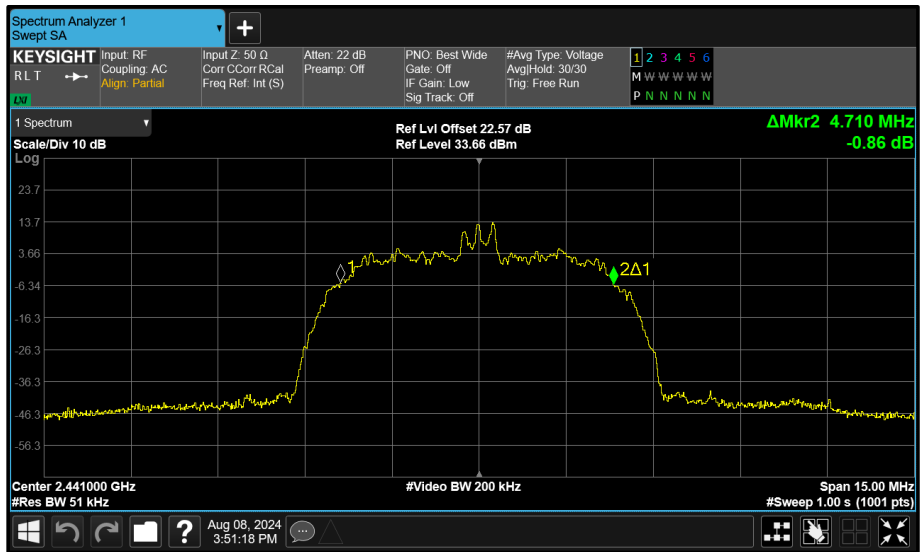 Spectrum Analyzer 1
Swept SA
KEYSIGHT
R L T
LXI
Input: RF
Coupling: AC
Align: Partial
Input Z: 50 Ω
Corr CCorr RCal
Freq Ref: Int (S)
Atten: 22 dB
Preamp: Off
PNO: Best Wide
Gate: Off
IF Gain: Low
Sig Track: Off
#Avg Type: Voltage
Avg|Hold: 30/30
Trig: Free Run
1 2 3 4 5 6
M W W W W W
P N N N N N
1 Spectrum
Scale/Div 10 dB
Ref Lvl Offset 22.57 dB
Ref Level 33.66 dBm
ΔMkr2 4.710 MHz
-0.86 dB
Log
23.7
13.7
3.66
-6.34
-16.3
-26.3
-36.3
-46.3
-56.3
1
2Δ1
Center 2.441000 GHz
#Res BW 51 kHz
#Video BW 200 kHz
Span 15.00 MHz
#Sweep 1.00 s (1001 pts)
?
Aug 08, 2024
3:51:18 PM